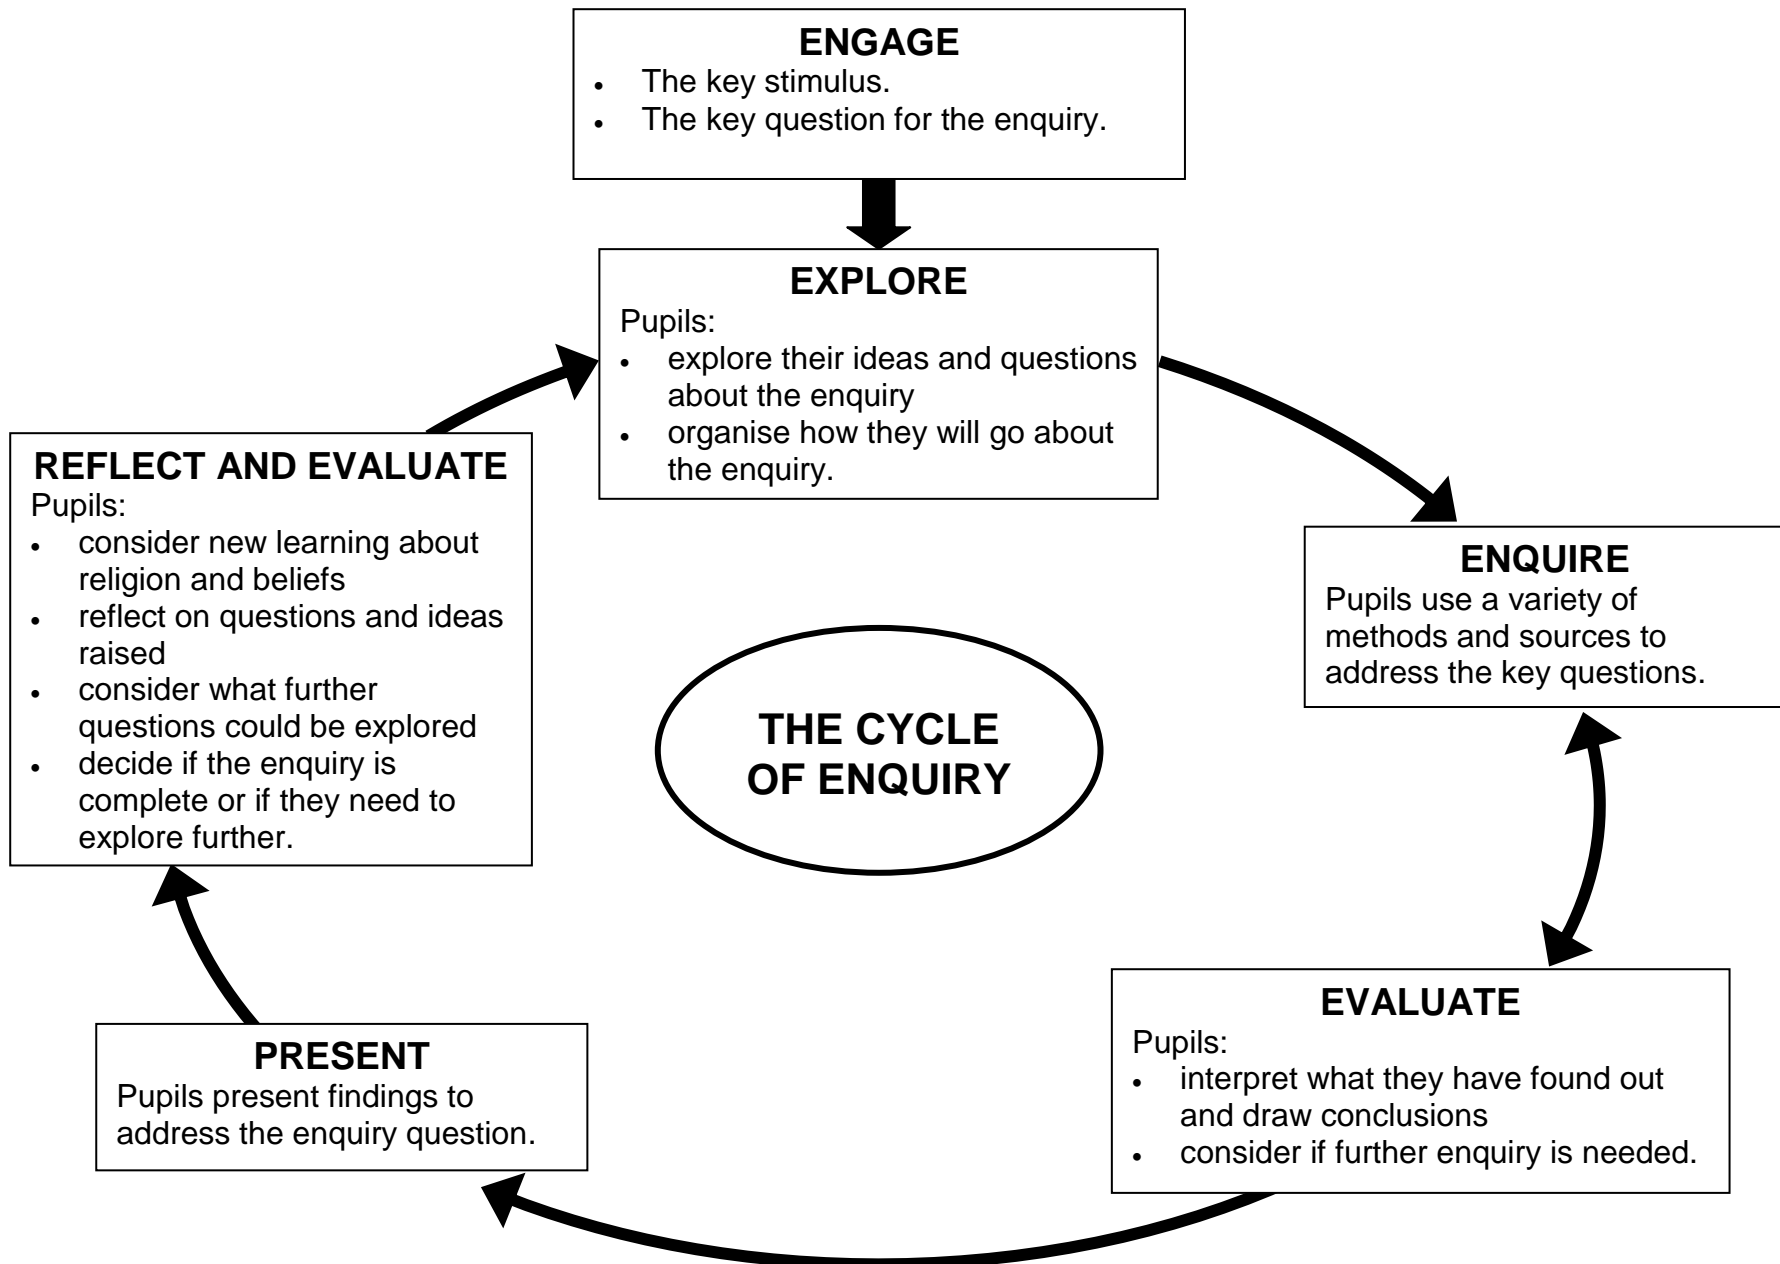 ENGAGE
• The key stimulus.
• The key question for the enquiry.
EXPLORE
Pupils:
• explore their ideas and questions
about the enquiry
• organise how they will go about
the enquiry.
ENQUIRE
Pupils use a variety of
methods and sources to
address the key questions.
EVALUATE
Pupils:
• interpret what they have found out
and draw conclusions
• consider if further enquiry is needed.
PRESENT
Pupils present findings to
address the enquiry question.
REFLECT AND EVALUATE
Pupils:
• consider new learning about
religion and beliefs
• reflect on questions and ideas
raised
• consider what further
questions could be explored
• decide if the enquiry is
complete or if they need to
explore further.
THE CYCLE
OF ENQUIRY